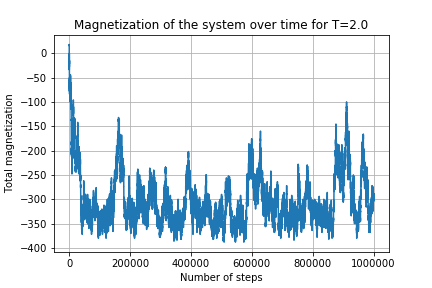 Magnetization of the system over time for T=2.0
Total magnetization
0
−50
−100
−150
−200
−250
−300
−350
−400
0 200000 400000 600000 800000 1000000
Number of steps